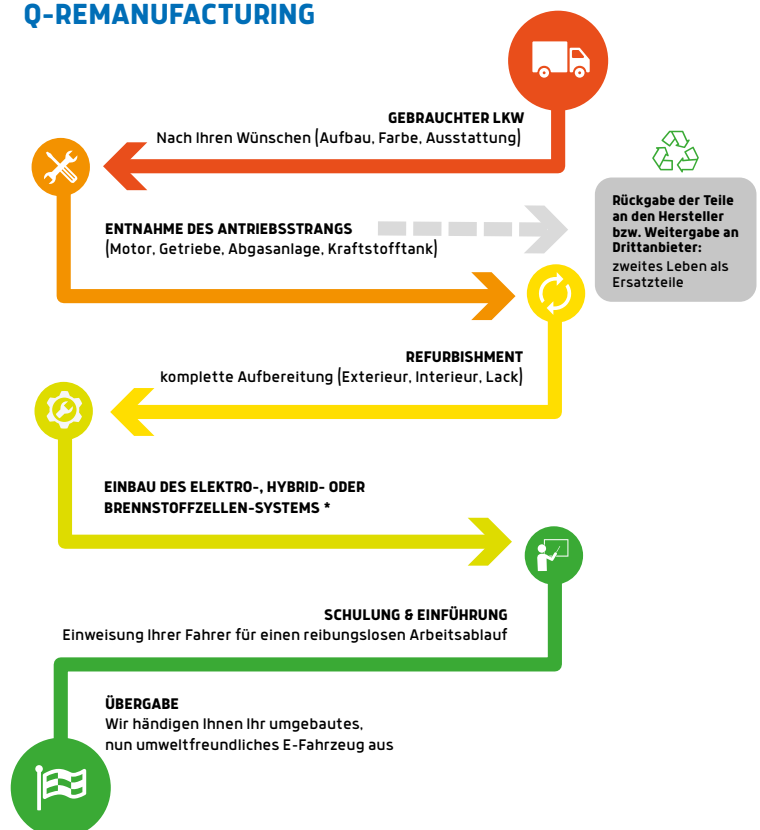 Q-REMANUFACTURING
GEBRAUCHTER LKW
Nach Ihren Wünschen (Aufbau, Farbe, Ausstattung)
ENTNAHME DES ANTRIEBSSTRANGS
(Motor, Getriebe, Abgasanlage, Kraftstofftank)
Rückgabe der Teile
an den Hersteller
bzw. Weitergabe an
Drittanbieter:
zweites Leben als
Ersatzteile
REFURBISHMENT
komplette Aufbereitung (Exterieur, Interieur, Lack)
EINBAU DES ELEKTRO-, HYBRID- ODER
BRENNSTOFFZELLEN-SYSTEMS *
SCHULUNG & EINFÜHRUNG
Einweisung Ihrer Fahrer für einen reibungslosen Arbeitsablauf
ÜBERGABE
Wir händigen Ihnen Ihr umgebautes,
nun umweltfreundliches E-Fahrzeug aus